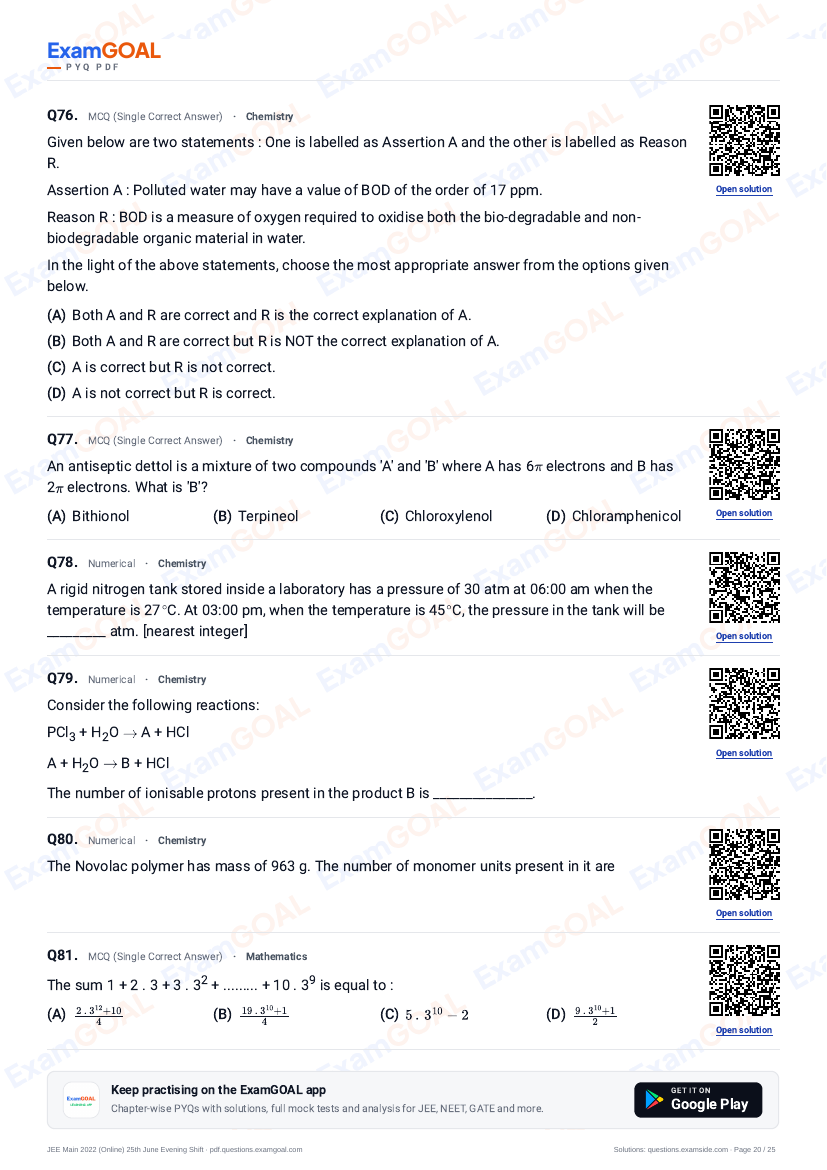 ExamGOAL
PYQ PDF
Q76. MCQ (Single Correct Answer) · Chemistry
Given below are two statements : One is labelled as Assertion A and the other is labelled as Reason
R.
Assertion A : Polluted water may have a value of BOD of the order of 17 ppm.
Reason R : BOD is a measure of oxygen required to oxidise both the bio-degradable and non-
biodegradable organic material in water.
In the light of the above statements, choose the most appropriate answer from the options given
below.
(A) Both A and R are correct and R is the correct explanation of A.
(B) Both A and R are correct but R is NOT the correct explanation of A.
(C) A is correct but R is not correct.
(D) A is not correct but R is correct.
Open solution
Q77. MCQ (Single Correct Answer) · Chemistry
An antiseptic dettol is a mixture of two compounds 'A' and 'B' where A has 6π electrons and B has
2π electrons. What is 'B'?
(A) Bithionol (B) Terpineol (C) Chloroxylenol (D) Chloramphenicol
Open solution
Q78. Numerical · Chemistry
A rigid nitrogen tank stored inside a laboratory has a pressure of 30 atm at 06:00 am when the
temperature is 27°C. At 03:00 pm, when the temperature is 45°C, the pressure in the tank will be
_________ atm. [nearest integer]
Open solution
Q79. Numerical · Chemistry
Consider the following reactions:
PCl₃ + H₂O → A + HCl
A + H₂O → B + HCl
The number of ionisable protons present in the product B is _______________.
Open solution
Q80. Numerical · Chemistry
The Novolac polymer has mass of 963 g. The number of monomer units present in it are
Open solution
Q81. MCQ (Single Correct Answer) · Mathematics
The sum 1 + 2 . 3 + 3 . 3² + ......... + 10 . 3⁹ is equal to :
(A) (2 . 3¹² + 10)/4 (B) (19 . 3¹⁰ + 1)/4 (C) 5 . 3¹⁰ − 2 (D) (9 . 3¹⁰ + 1)/2
Open solution
ExamGOAL
Keep practising on the ExamGOAL app
Chapter-wise PYQs with solutions, full mock tests and analysis for JEE, NEET, GATE and more.
GET IT ON
Google Play
JEE Main 2022 (Online) 25th June Evening Shift · pdf.questions.examgoal.com
Solutions: questions.examside.com · Page 20 / 25